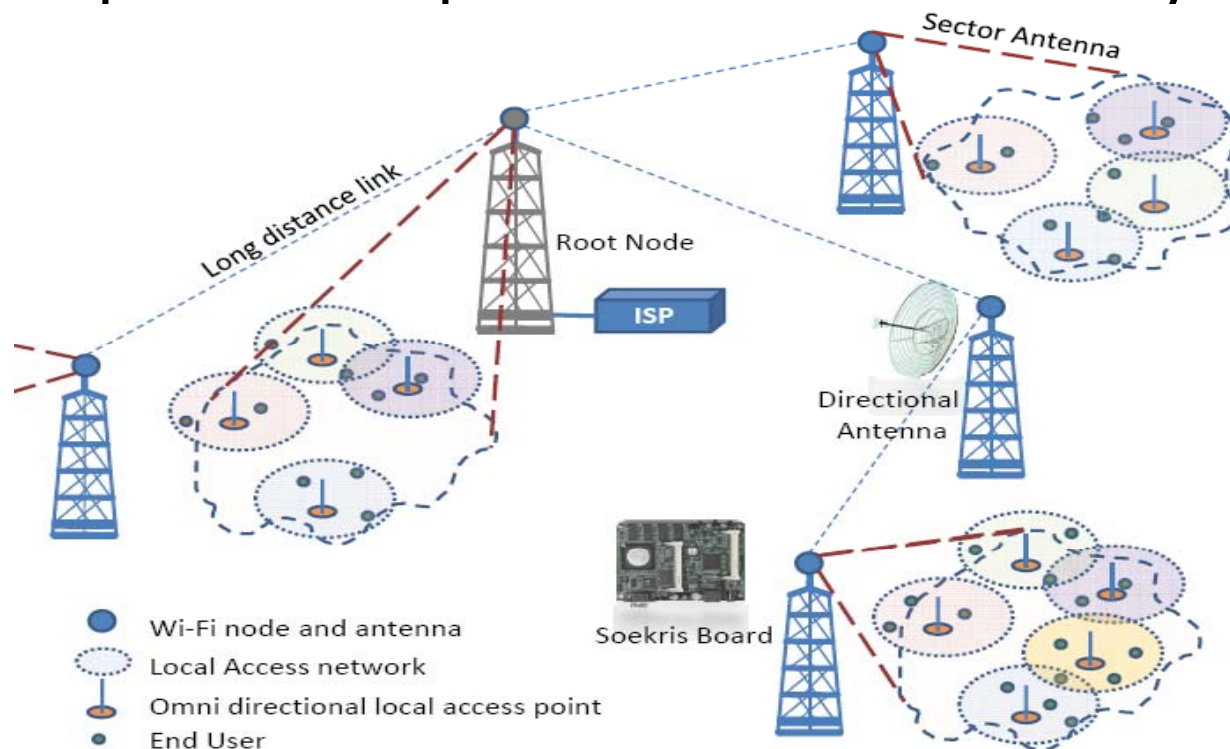 Sector Antenna
Long distance link
Root Node
ISP
Directional
Antenna
Soekris Board
Wi-Fi node and antenna
Local Access network
Omni directional local access point
End User